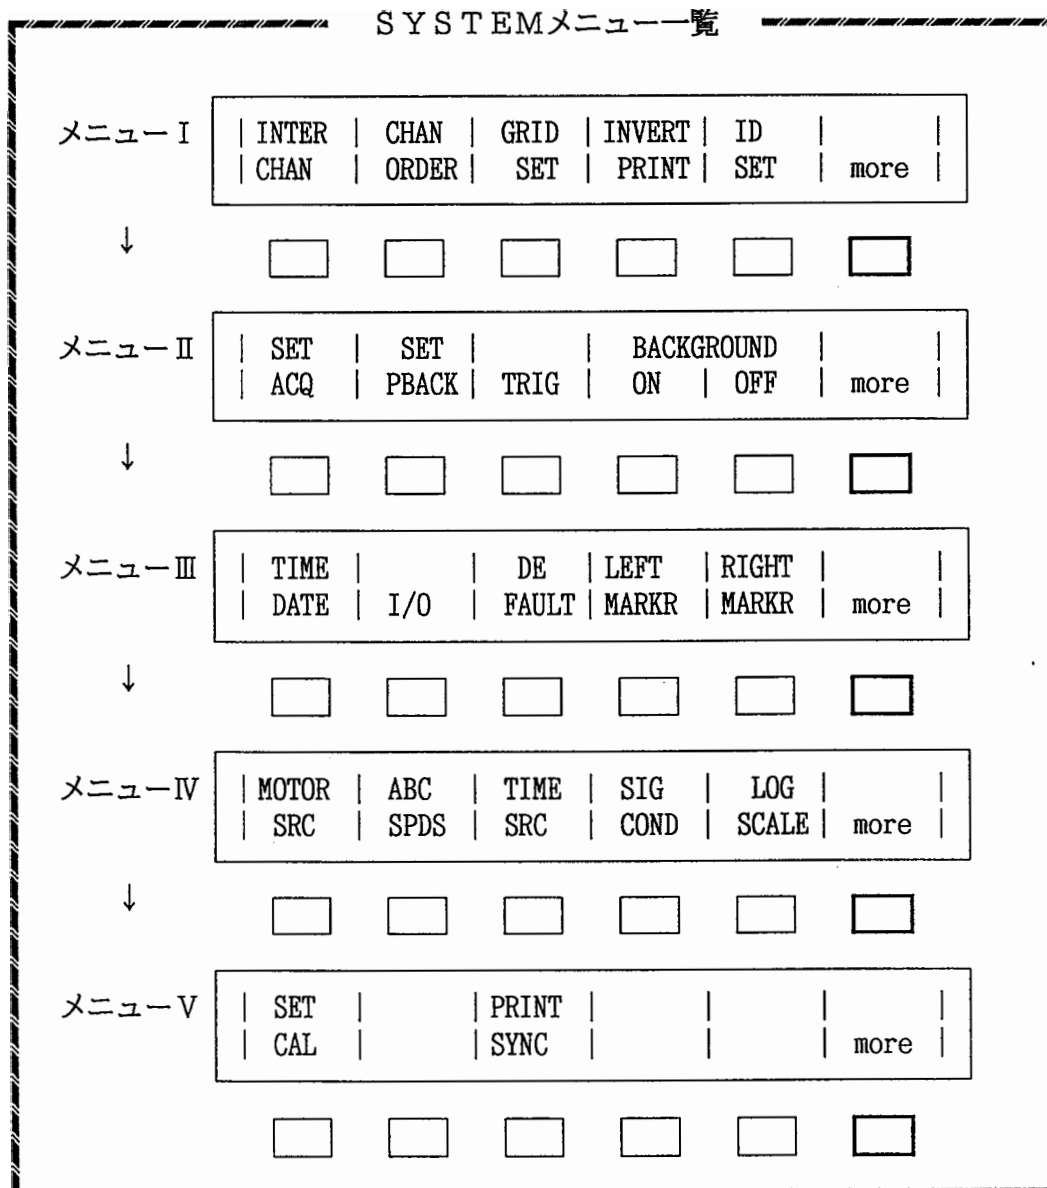 SYSTEMメニュー一覧
メニューⅠ
| INTER | CHAN | GRID | INVERT | ID | |
| CHAN | ORDER | SET | PRINT | SET | more |
↓
メニューⅡ
| SET | SET | | BACKGROUND | |
| ACQ | PBACK | TRIG | ON | OFF | more |
↓
メニューⅢ
| TIME | | DE | LEFT | RIGHT | |
| DATE | I/O | FAULT | MARKR | MARKR | more |
↓
メニューⅣ
| MOTOR | ABC | TIME | SIG | LOG | |
| SRC | SPDS | SRC | COND | SCALE | more |
↓
メニューⅤ
| SET | | PRINT | | | |
| CAL | | SYNC | | | more |